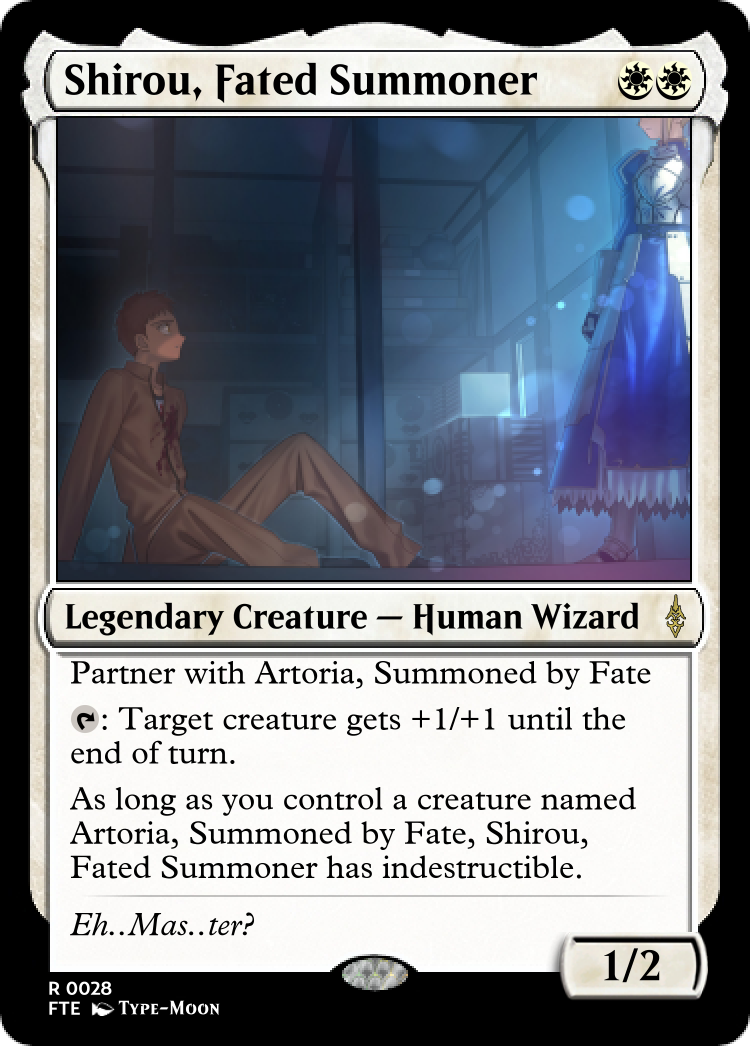 Shirou, Fated Summoner
Legendary Creature — Human Wizard
Partner with Artoria, Summoned by Fate
: Target creature gets +1/+1 until the
end of turn.
As long as you control a creature named
Artoria, Summoned by Fate, Shirou,
Fated Summoner has indestructible.
Eh..Mas..ter?
1/2
R 0028
FTE Type-Moon